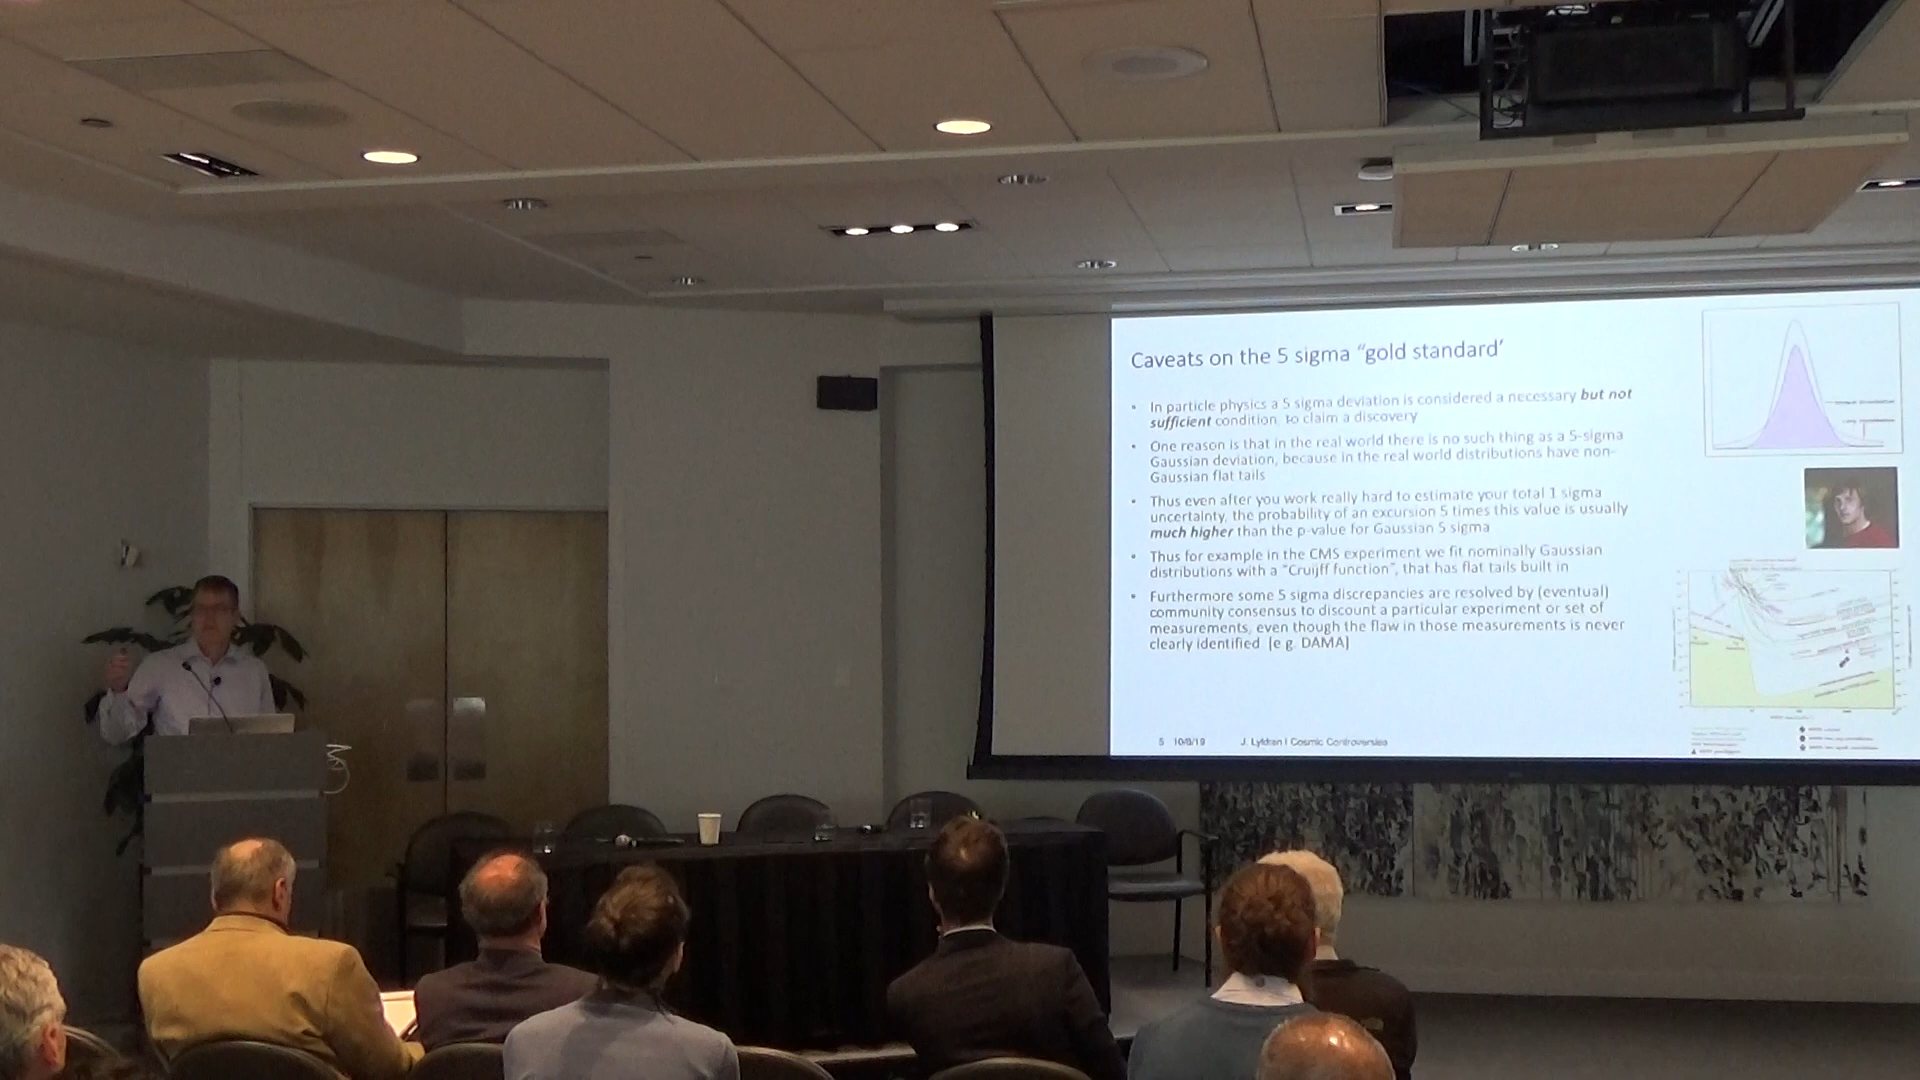 Caveats on the 5 sigma “gold standard’
• In particle physics a 5 sigma deviation is considered a necessary but not
sufficient condition to claim a discovery
• One reason is that in the real world there is no such thing as a 5-sigma
Gaussian deviation, because in the real world distributions have non-
Gaussian flat tails
• Thus even after you work really hard to estimate your total 1 sigma
uncertainty, the probability of an excursion 5 times this value is usually
much higher than the p-value for Gaussian 5 sigma
• Thus for example in the CMS experiment we fit nominally Gaussian
distributions with a “Cruijff function”, that has flat tails built in
• Furthermore some 5 sigma discrepancies are resolved by (eventual)
community consensus to discount a particular experiment or set of
measurements, even though the flaw in those measurements is never
clearly identified [e.g. DAMA]
5 10/8/19 J. Lykken | Cosmic Controversies